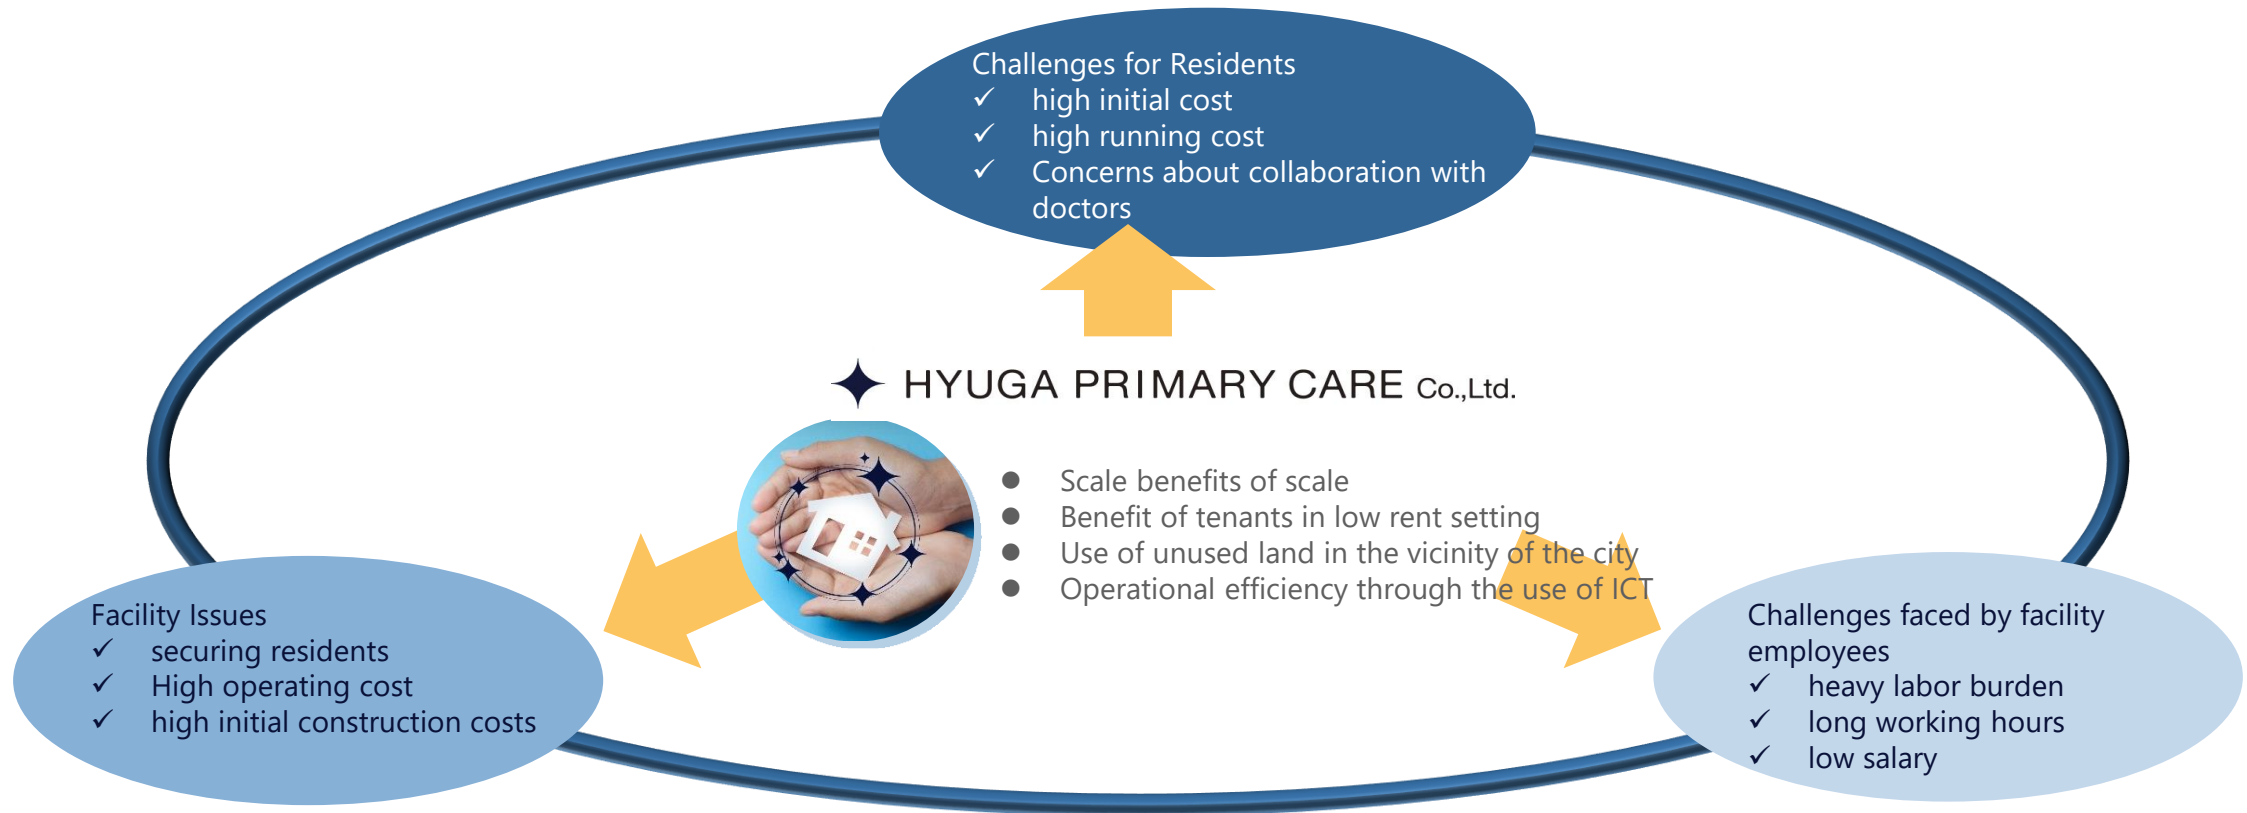 Challenges for Residents
✓ high initial cost
✓ high running cost
✓ Concerns about collaboration with
doctors
HYUGA PRIMARY CARE Co.,Ltd.
● Scale benefits of scale
● Benefit of tenants in low rent setting
● Use of unused land in the vicinity of the city
● Operational efficiency through the use of ICT
Facility Issues
✓ securing residents
✓ High operating cost
✓ high initial construction costs
Challenges faced by facility
employees
✓ heavy labor burden
✓ long working hours
✓ low salary